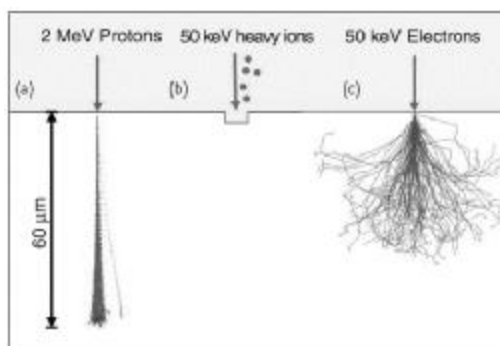 2 MeV Protons 50 keV heavy ions 50 keV Electrons
(a) (b) (c)
60 μm